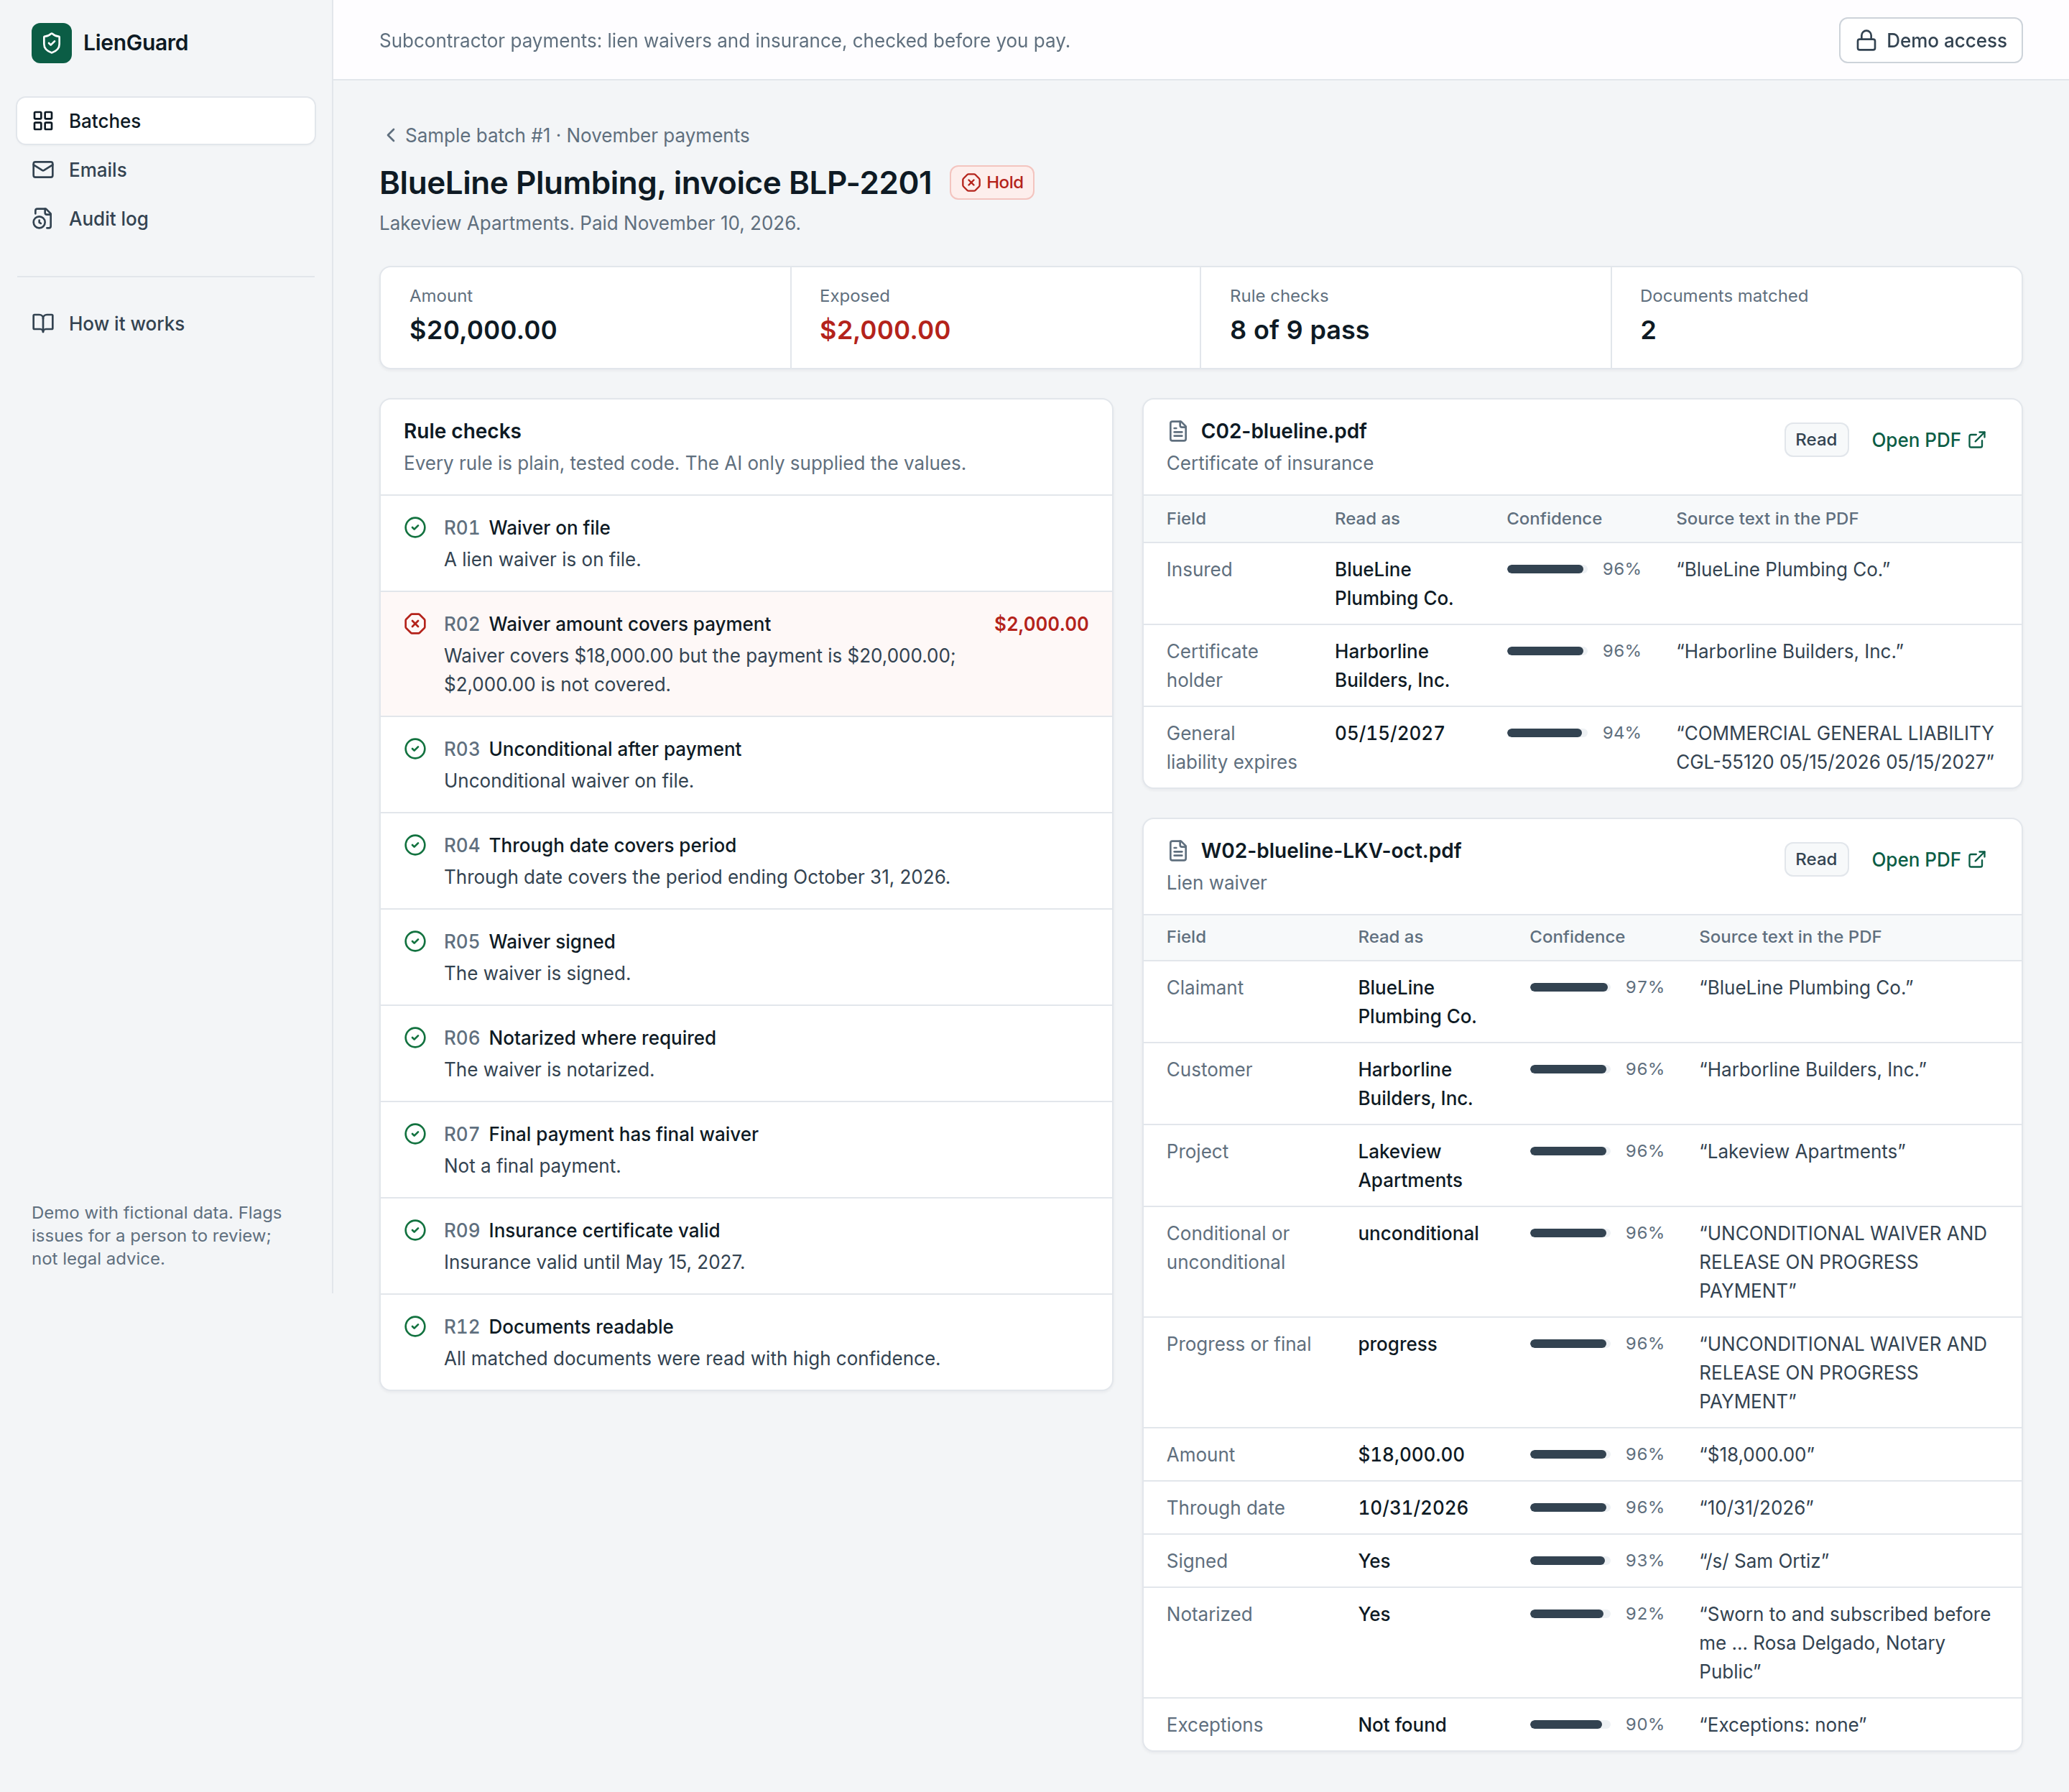 LienGuard
Batches
Emails
Audit log
How it works
Demo with fictional data. Flags
issues for a person to review;
not legal advice.
Subcontractor payments: lien waivers and insurance, checked before you pay.
Demo access
Sample batch #1 · November payments
BlueLine Plumbing, invoice BLP-2201
Hold
Lakeview Apartments. Paid November 10, 2026.
Amount
$20,000.00
Exposed
$2,000.00
Rule checks
8 of 9 pass
Documents matched
2
Rule checks
Every rule is plain, tested code. The AI only supplied the values.
R01 Waiver on file
A lien waiver is on file.
R02 Waiver amount covers payment $2,000.00
Waiver covers $18,000.00 but the payment is $20,000.00;
$2,000.00 is not covered.
R03 Unconditional after payment
Unconditional waiver on file.
R04 Through date covers period
Through date covers the period ending October 31, 2026.
R05 Waiver signed
The waiver is signed.
R06 Notarized where required
The waiver is notarized.
R07 Final payment has final waiver
Not a final payment.
R09 Insurance certificate valid
Insurance valid until May 15, 2027.
R12 Documents readable
All matched documents were read with high confidence.
C02-blueline.pdf
Certificate of insurance
Read
Open PDF
Field Read as Confidence Source text in the PDF
Insured BlueLine 96% “BlueLine Plumbing Co.”
Plumbing Co.
Certificate Harborline 96% “Harborline Builders, Inc.”
holder Builders, Inc.
General 05/15/2027 94% “COMMERCIAL GENERAL LIABILITY
liability expires CGL-55120 05/15/2026 05/15/2027”
W02-blueline-LKV-oct.pdf
Lien waiver
Read
Open PDF
Field Read as Confidence Source text in the PDF
Claimant BlueLine 97% “BlueLine Plumbing Co.”
Plumbing Co.
Customer Harborline 96% “Harborline Builders, Inc.”
Builders, Inc.
Project Lakeview 96% “Lakeview Apartments”
Apartments
Conditional or unconditional 96% “UNCONDITIONAL WAIVER AND
unconditional RELEASE ON PROGRESS
PAYMENT”
Progress or final progress 96% “UNCONDITIONAL WAIVER AND
RELEASE ON PROGRESS
PAYMENT”
Amount $18,000.00 96% “$18,000.00”
Through date 10/31/2026 96% “10/31/2026”
Signed Yes 93% “/s/ Sam Ortiz”
Notarized Yes 92% “Sworn to and subscribed before
me ... Rosa Delgado, Notary
Public”
Exceptions Not found 90% “Exceptions: none”